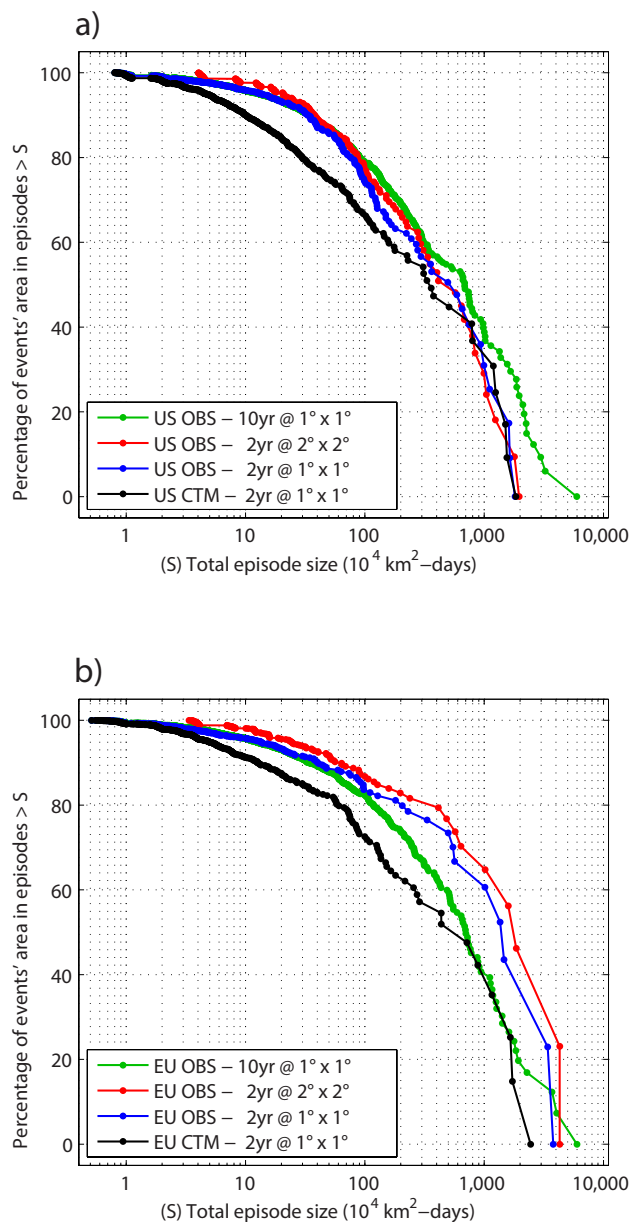 a)
Percentage of events' area in episodes > S
100
80
60
40
20
0
US OBS – 10yr @ 1° x 1°
US OBS – 2yr @ 2° x 2°
US OBS – 2yr @ 1° x 1°
US CTM – 2yr @ 1° x 1°
1 10 100 1,000 10,000
(S) Total episode size (10⁴ km²–days)
b)
Percentage of events' area in episodes > S
100
80
60
40
20
0
EU OBS – 10yr @ 1° x 1°
EU OBS – 2yr @ 2° x 2°
EU OBS – 2yr @ 1° x 1°
EU CTM – 2yr @ 1° x 1°
1 10 100 1,000 10,000
(S) Total episode size (10⁴ km²–days)